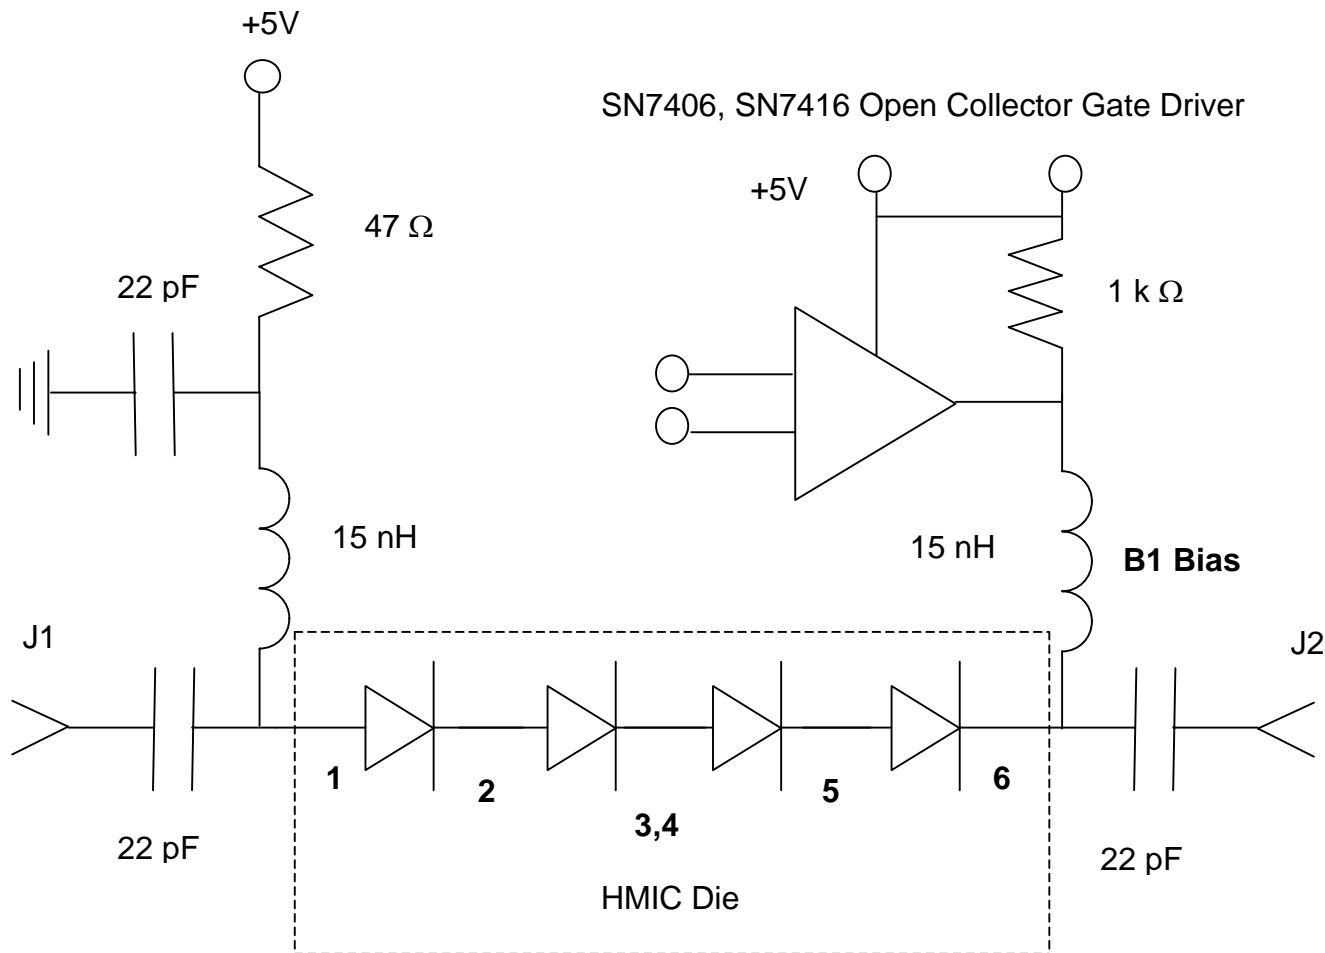 +5V
SN7406, SN7416 Open Collector Gate Driver
+5V
47 Ω
22 pF
1 k Ω
15 nH
15 nH
B1 Bias
J1
J2
1
2
3,4
5
6
22 pF
22 pF
HMIC Die